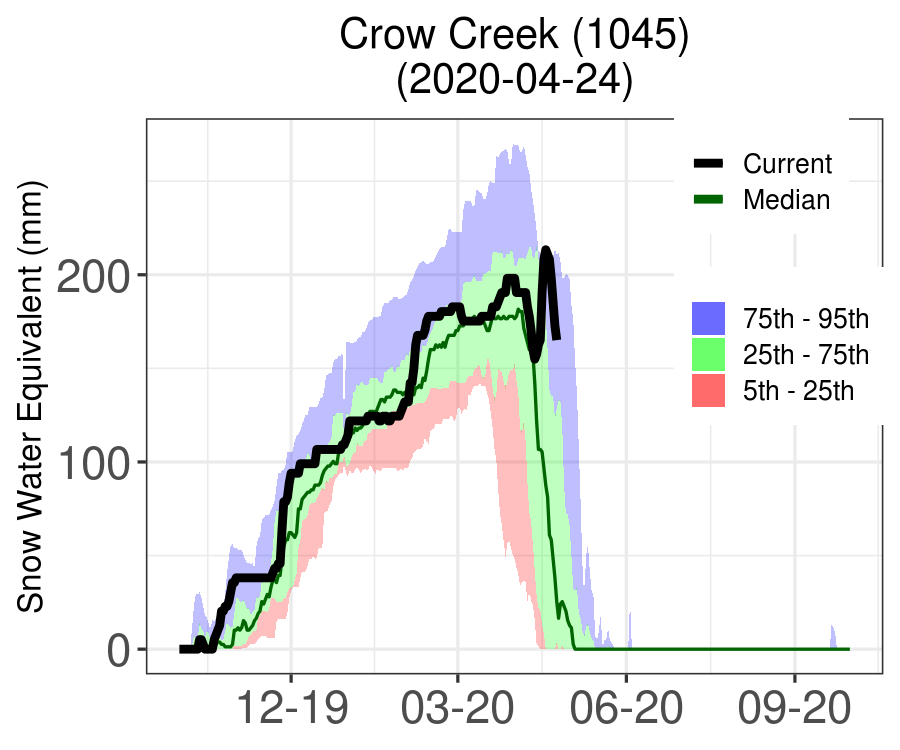 Crow Creek (1045)
(2020-04-24)
Snow Water Equivalent (mm)
200
100
0
12-19
03-20
06-20
09-20
Current
Median
75th - 95th
25th - 75th
5th - 25th